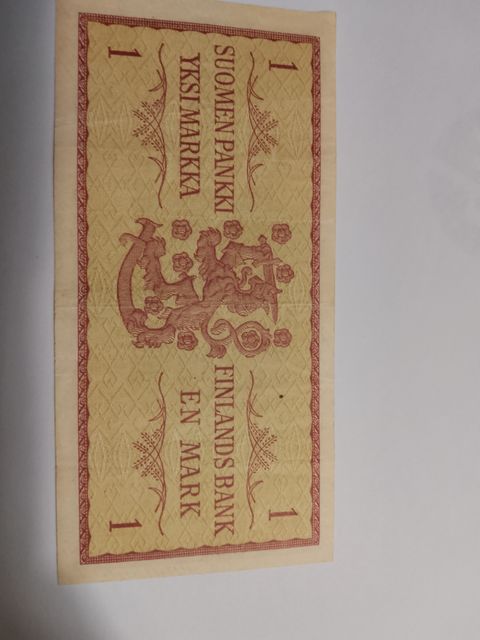 1
1
SUOMEN PANKKI
YKSI MARKKA
FINLANDS BANK
EN MARK
1
1